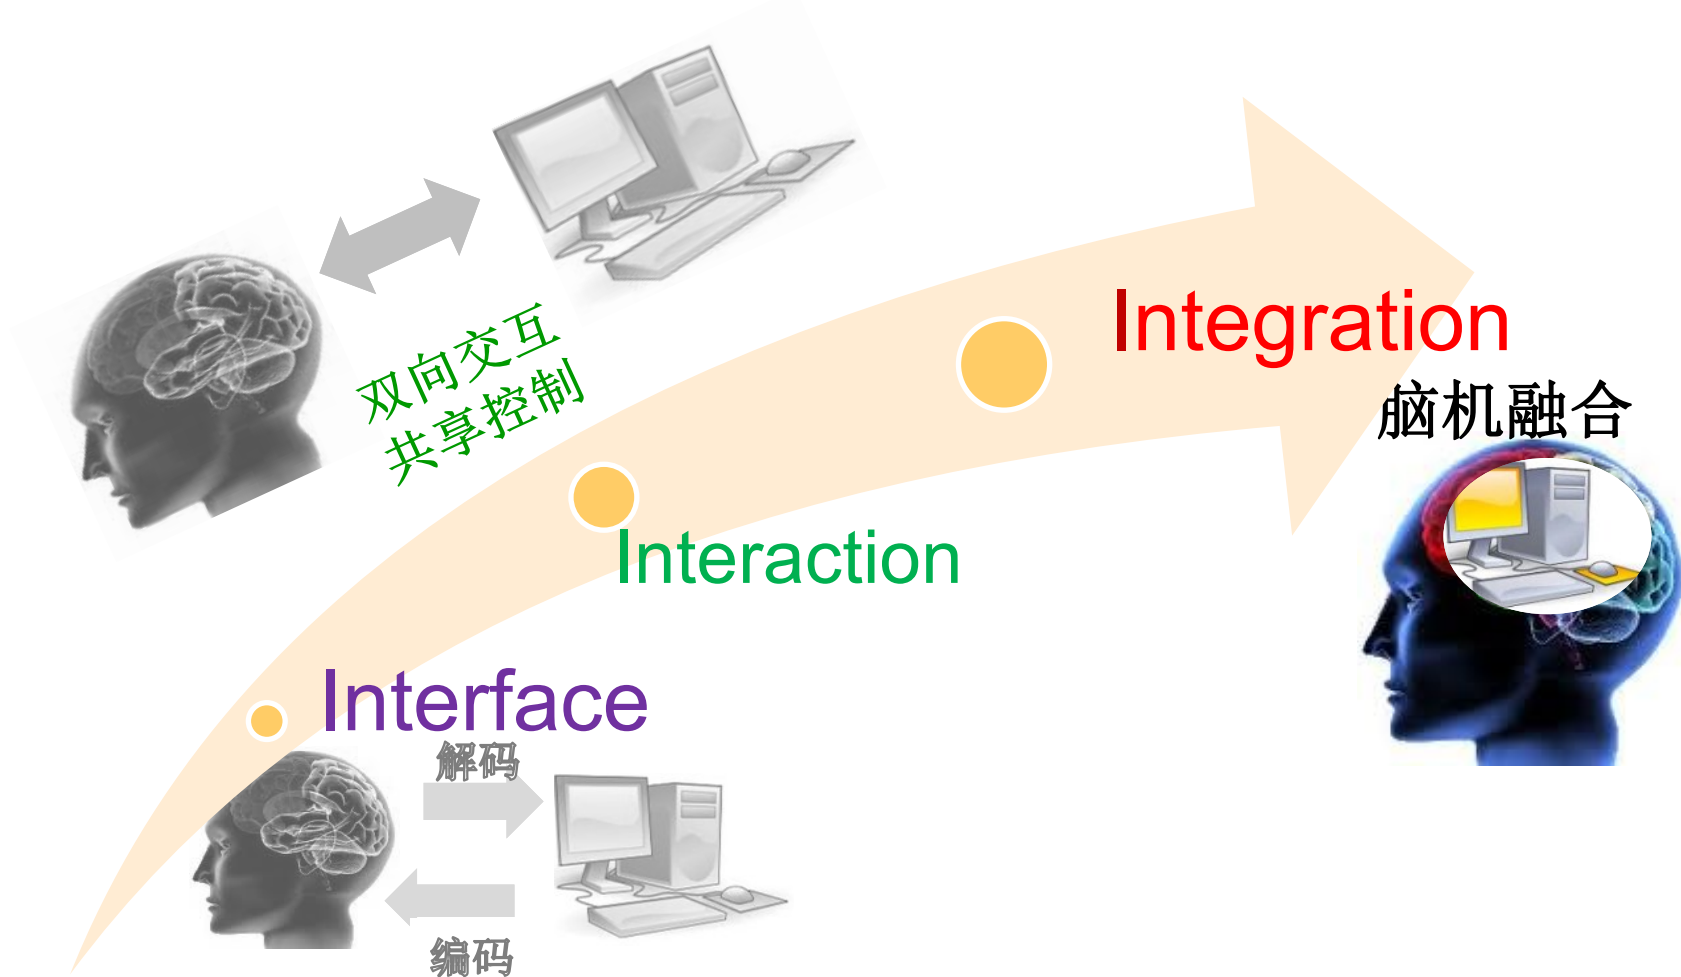 双向交互
共享控制
Integration
脑机融合
Interaction
Interface
解码
编码